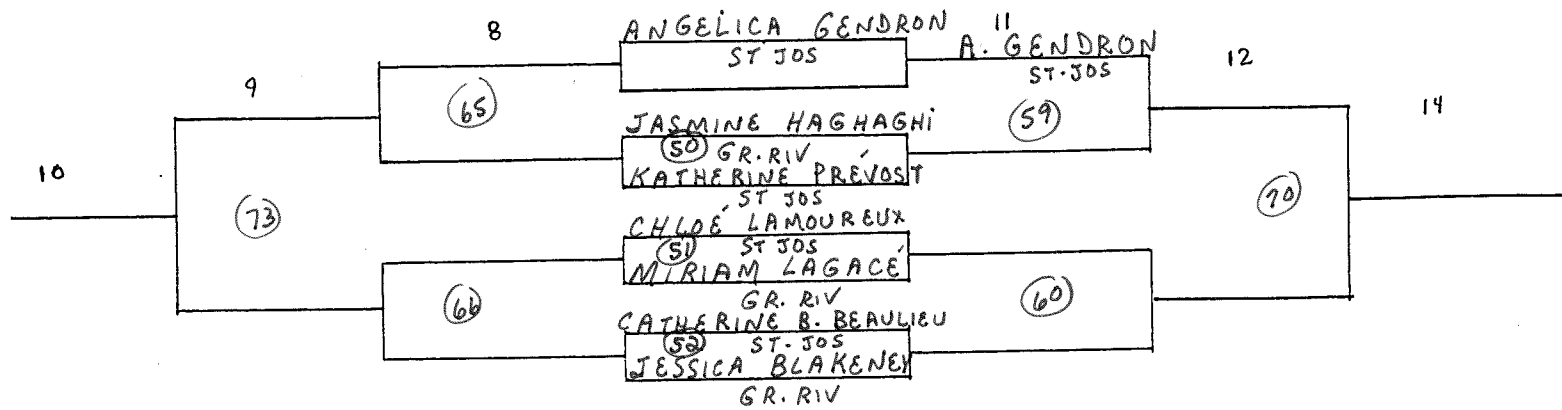 8
ANGELICA GENDRON
11
A. GENDRON
ST JOS
ST-JOS
12
9
65
JASMINE HAGHAGHI
59
14
50
GR. RIV
KATHERINE PRÉVOST
10
ST JOS
73
CHLOÉ LAMOUREUX
70
51
ST JOS
MIRIAM LAGACÉ
GR. RIV
66
60
CATHERINE B. BEAULIEU
52
ST-JOS
JESSICA BLAKENEY
GR. RIV